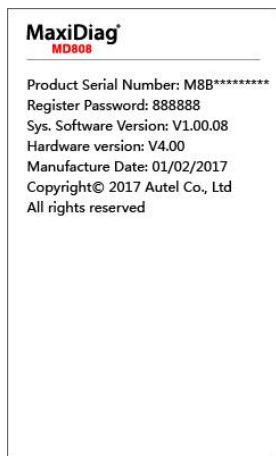 MaxiDiag®
MD808
Product Serial Number: M8B*********
Register Password: 888888
Sys. Software Version: V1.00.08
Hardware version: V4.00
Manufacture Date: 01/02/2017
Copyright© 2017 Autel Co., Ltd
All rights reserved